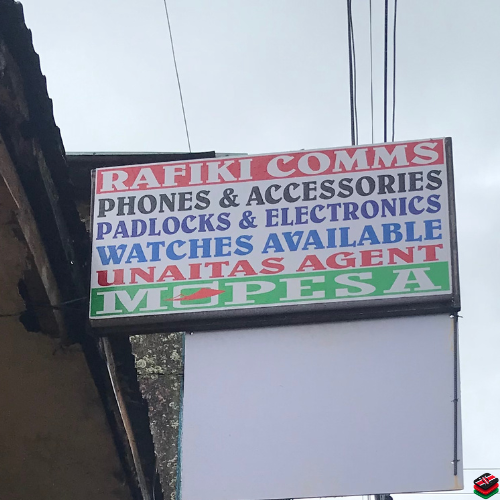 RAFIKI COMMS
PHONES & ACCESSORIES
PADLOCKS & ELECTRONICS
WATCHES AVAILABLE
UNAITAS AGENT
MPESA